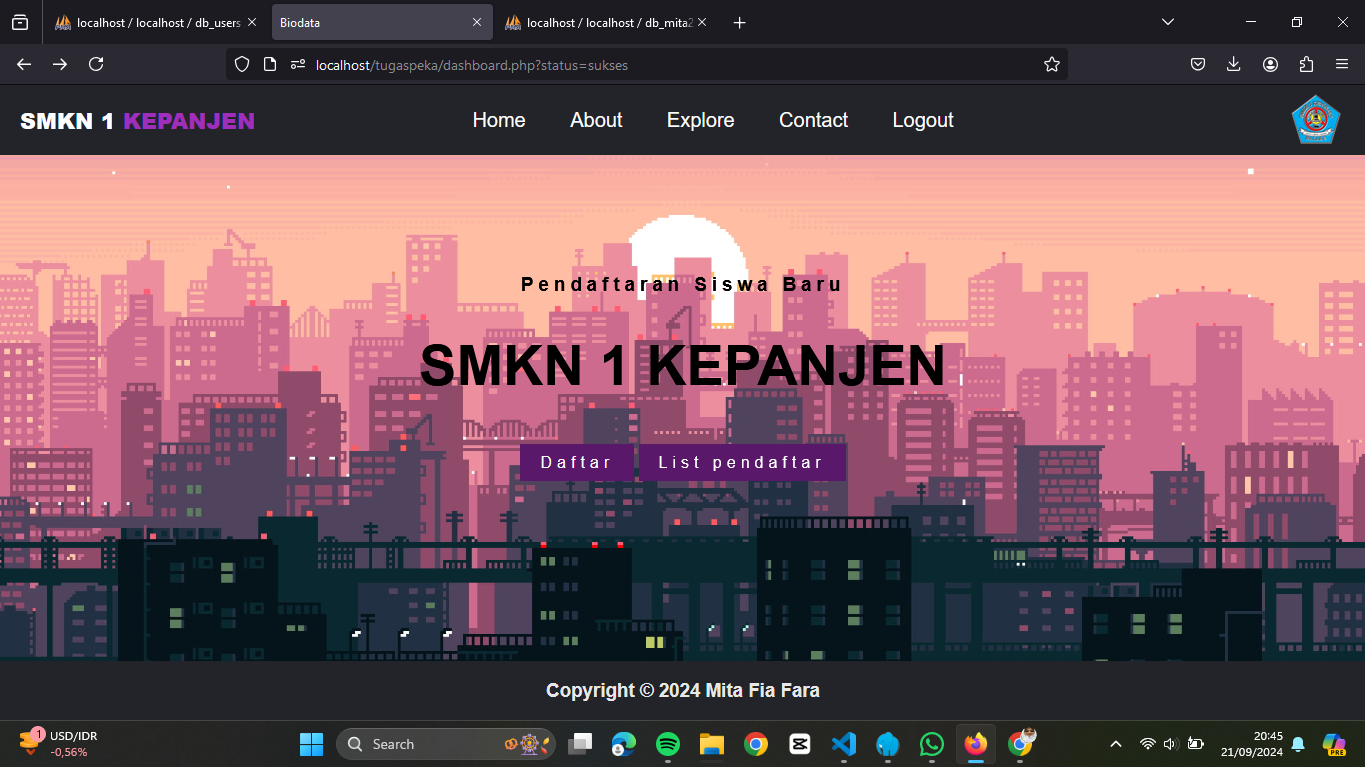 localhost / localhost / db_users
Biodata
localhost / localhost / db_mita2
localhost/tugaspeka/dashboard.php?status=sukses
SMKN 1 KEPANJEN
Home
About
Explore
Contact
Logout
Pendaftaran Siswa Baru
SMKN 1 KEPANJEN
Daftar
List pendaftar
Copyright © 2024 Mita Fia Fara
1
USD/IDR
-0,56%
Search
20:45
21/09/2024
PRE